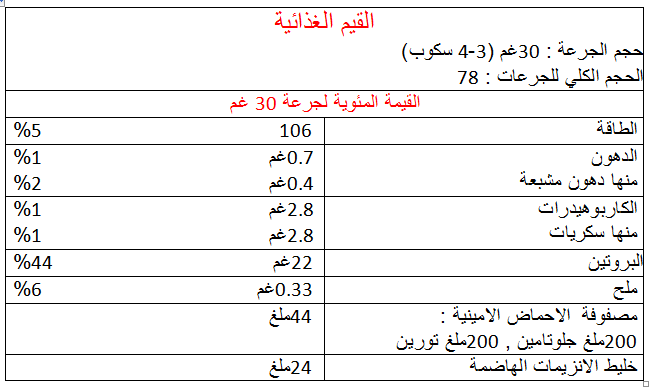 القيم الغذائية
حجم الجرعة : 30غم (3-4 سكوب)
الحجم الكلي للجرعات : 78
القيمة المئوية لجرعة 30 غم
الطاقة 106 %5
الدهون 0.7غم %1
منها دهون مشبعة 0.4غم %2
الكاربوهيدرات 2.8غم %1
منها سكريات 2.8غم %1
البروتين 22غم %44
ملح 0.33غم %6
مصفوفة الاحماض الامينية : 44ملغ
200ملغ جلوتامين , 200ملغ تورين
خليط الانزيمات الهاضمة 24ملغ